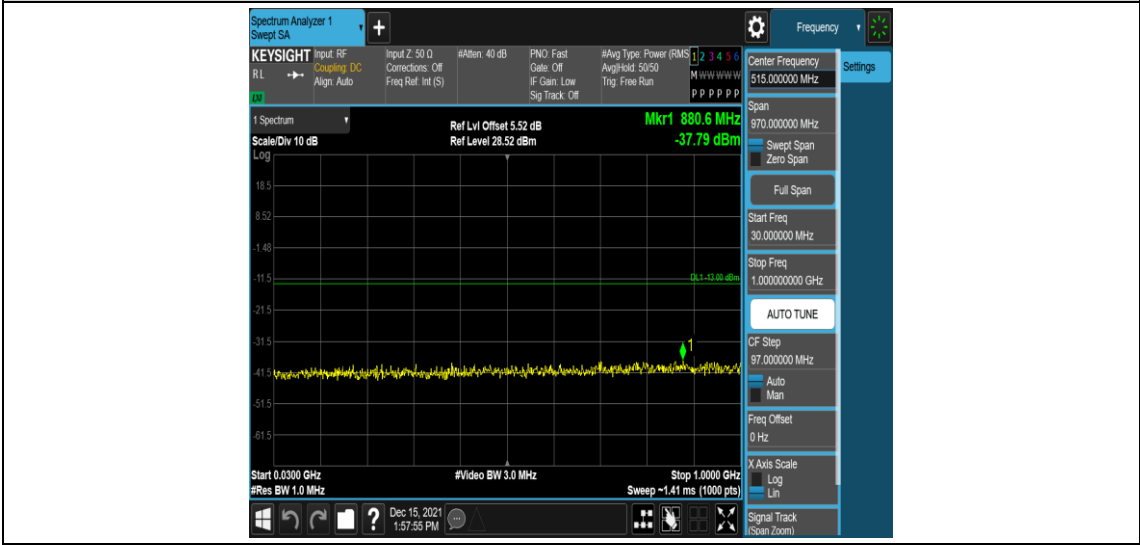 Spectrum Analyzer 1
Swept SA
+
Frequency
KEYSIGHT
RL
LM
Input: RF
Coupling: DC
Align: Auto
Input Z: 50 Ω
Corrections: Off
Freq Ref: Int (S)
#Atten: 40 dB
PNO: Fast
Gate: Off
IF Gain: Low
Sig Track: Off
#Avg Type: Power (RMS
Avg|Hold: 50/50
Trig: Free Run
1 2 3 4 5 6
M W W W W W
P P P P P P
1 Spectrum
Scale/Div 10 dB
Ref Lvl Offset 5.52 dB
Ref Level 28.52 dBm
Mkr1 880.6 MHz
-37.79 dBm
Log
18.5
8.52
-1.48
-11.5
-21.5
-31.5
-41.5
-51.5
-61.5
DL1 -13.00 dBm
1
Start 0.0300 GHz
#Res BW 1.0 MHz
#Video BW 3.0 MHz
Stop 1.0000 GHz
Sweep ~1.41 ms (1000 pts)
Center Frequency
515.000000 MHz
Span
970.000000 MHz
Swept Span
Zero Span
Full Span
Start Freq
30.000000 MHz
Stop Freq
1.000000000 GHz
AUTO TUNE
CF Step
97.000000 MHz
Auto
Man
Freq Offset
0 Hz
X Axis Scale
Log
Lin
Signal Track
(Span Zoom)
Settings
?
Dec 15, 2021
1:57:55 PM